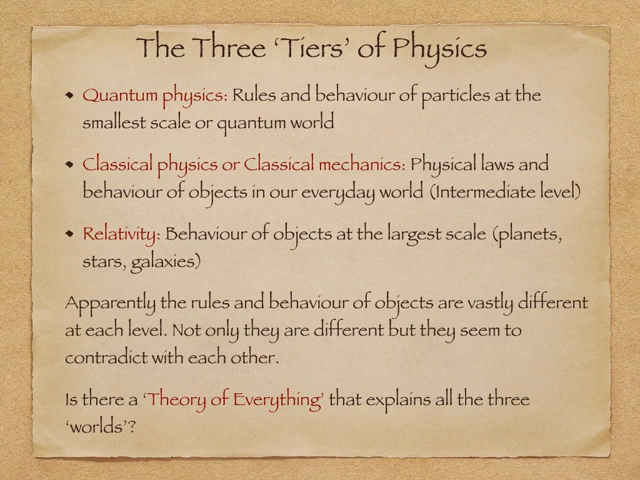 The Three ‘Tiers’ of Physics
• Quantum physics: Rules and behaviour of particles at the
smallest scale or quantum world
• Classical physics or Classical mechanics: Physical laws and
behaviour of objects in our everyday world (Intermediate level)
• Relativity: Behaviour of objects at the largest scale (planets,
stars, galaxies)
Apparently the rules and behaviour of objects are vastly different
at each level. Not only they are different but they seem to
contradict with each other.
Is there a ‘Theory of Everything’ that explains all the three
‘worlds’?